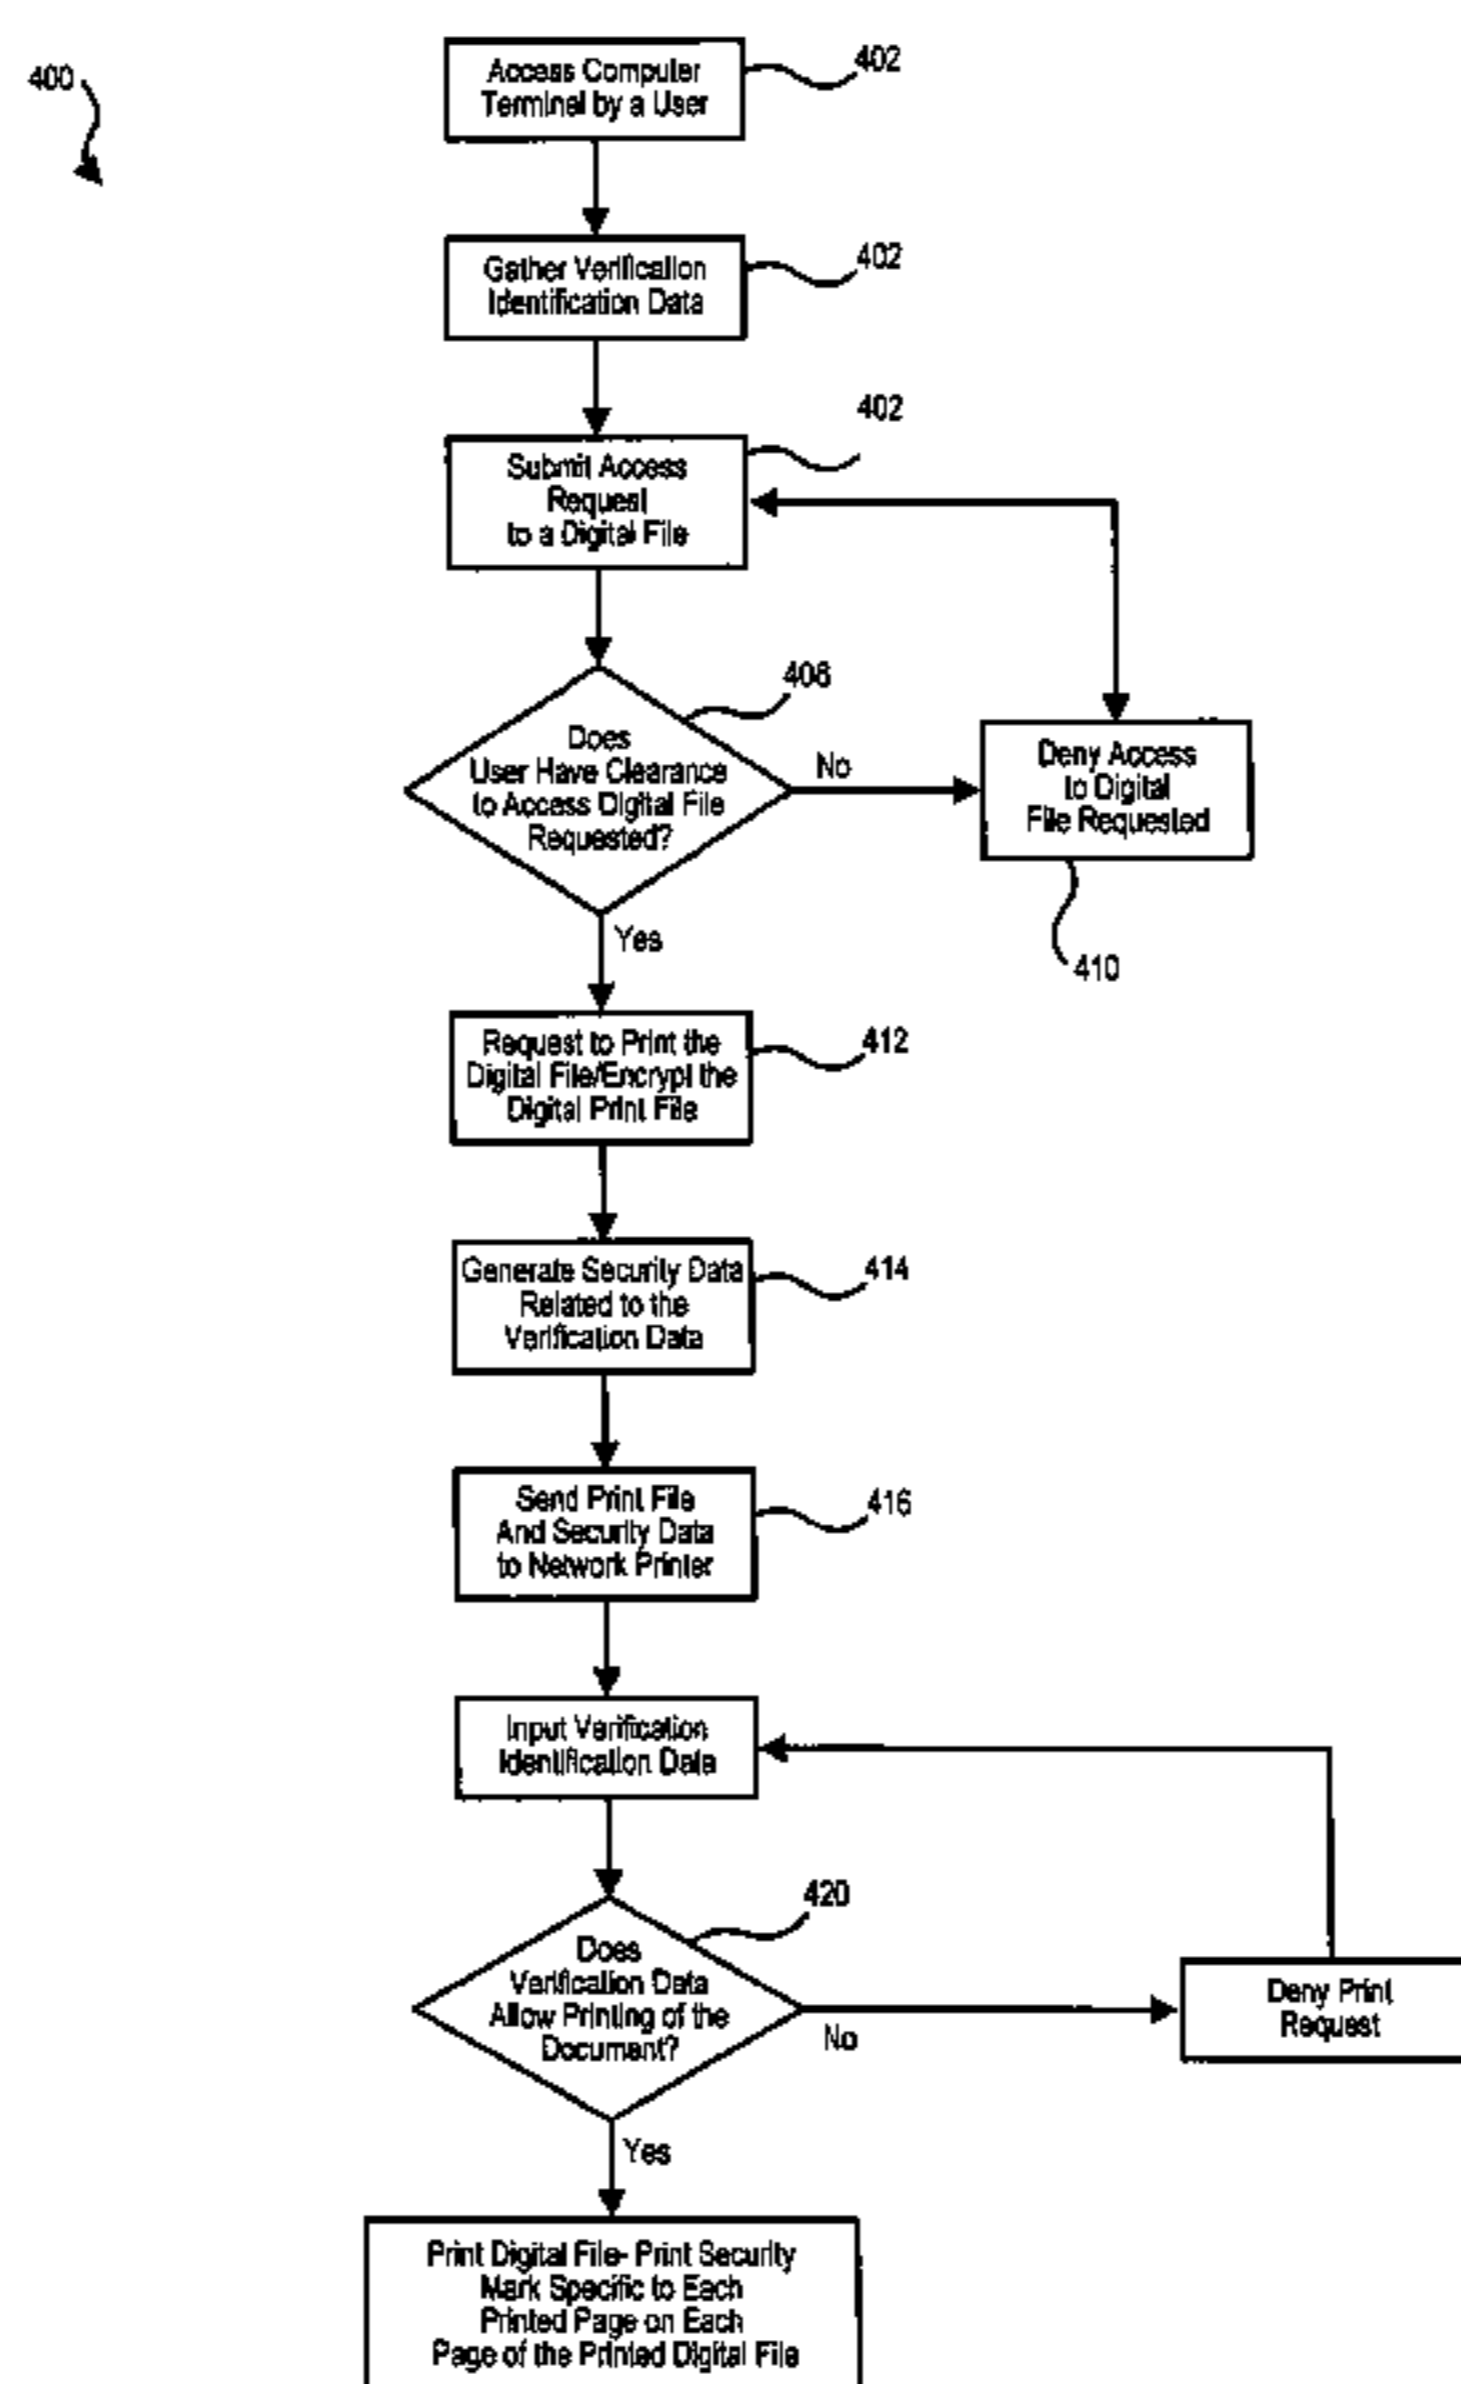 400
Access Computer
Terminal by a User
402
Gather Verification
Identification Data
402
Submit Access
Request
to a Digital File
402
Does
User Have Clearance
to Access Digital File
Requested?
408
No
Deny Access
to Digital
File Requested
410
Yes
Request to Print the
Digital File/Encrypt the
Digital Print File
412
Generate Security Data
Related to the
Verification Data
414
Send Print File
And Security Data
to Network Printer
416
Input Verification
Identification Data
Does
Verification Data
Allow Printing of the
Document?
420
No
Deny Print
Request
Yes
Print Digital File- Print Security
Mark Specific to Each
Printed Page on Each
Page of the Printed Digital File